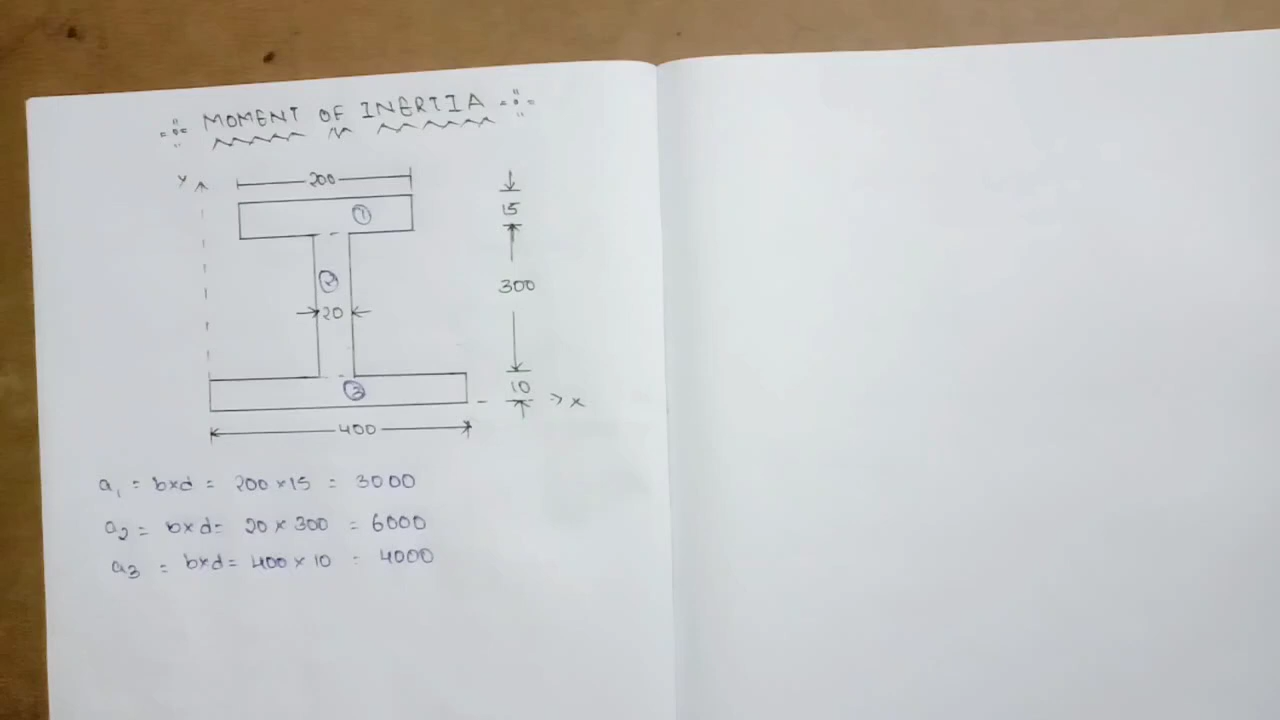 MOMENT OF INERTIA
Y
200
15
①
300
②
20
10
③
x
400
a₁ = b×d = 200 × 15 = 3000
a₂ = b×d = 20 × 300 = 6000
a₃ = b×d = 400 × 10 = 4000